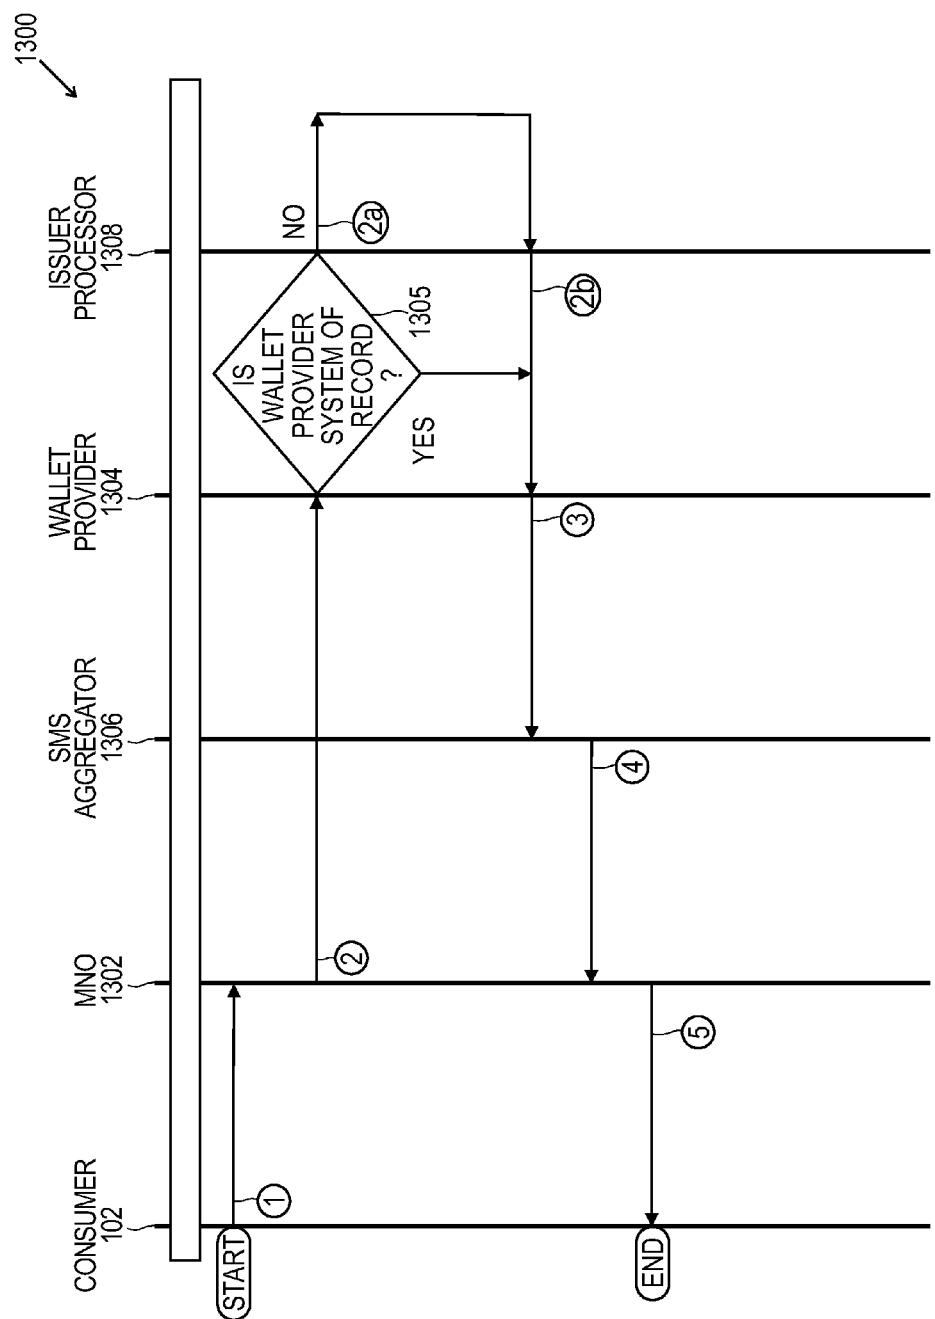 1300
CONSUMER
102
MNO
1302
SMS
AGGREGATOR
1306
WALLET
PROVIDER
1304
ISSUER
PROCESSOR
1308
START
1
2
IS
WALLET
PROVIDER
SYSTEM OF
RECORD
?
1305
NO
2a
YES
2b
3
4
5
END